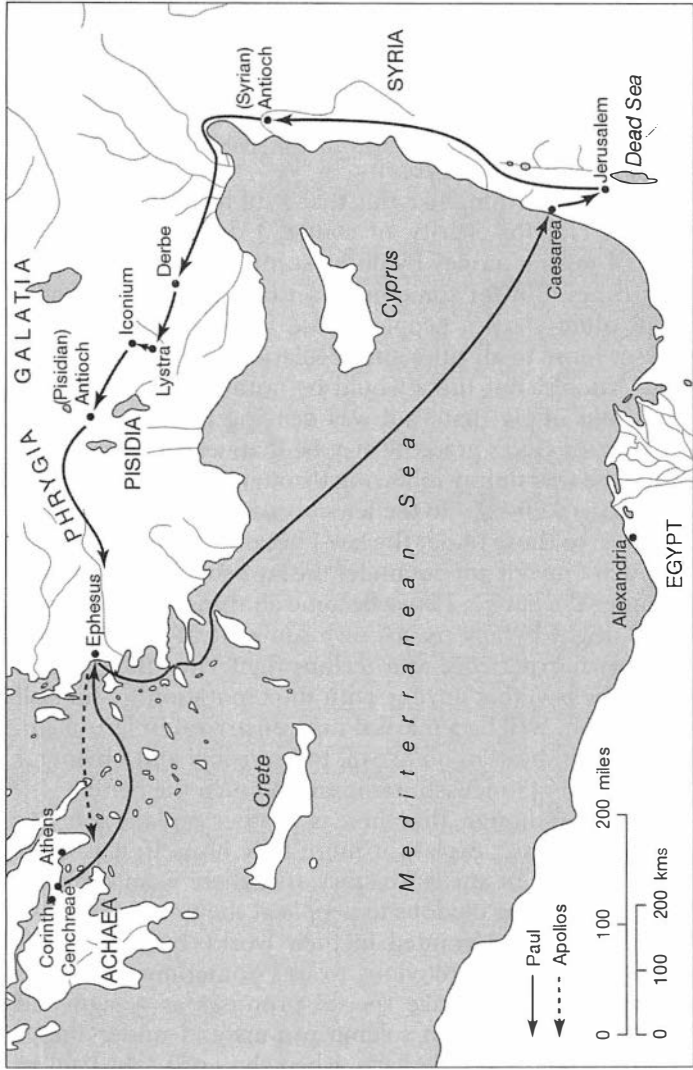 GALATIA
PHRYGIA
(Pisidian)
Antioch
Iconium
Lystra
Derbe
PISIDIA
(Syrian)
Antioch
SYRIA
Ephesus
Athens
Corinth
Cenchreae
ACHAEA
Crete
Cyprus
Mediterranean Sea
Caesarea
Jerusalem
Dead Sea
Alexandria
EGYPT
Paul
Apollos
0 100 200 miles
0 100 200 kms